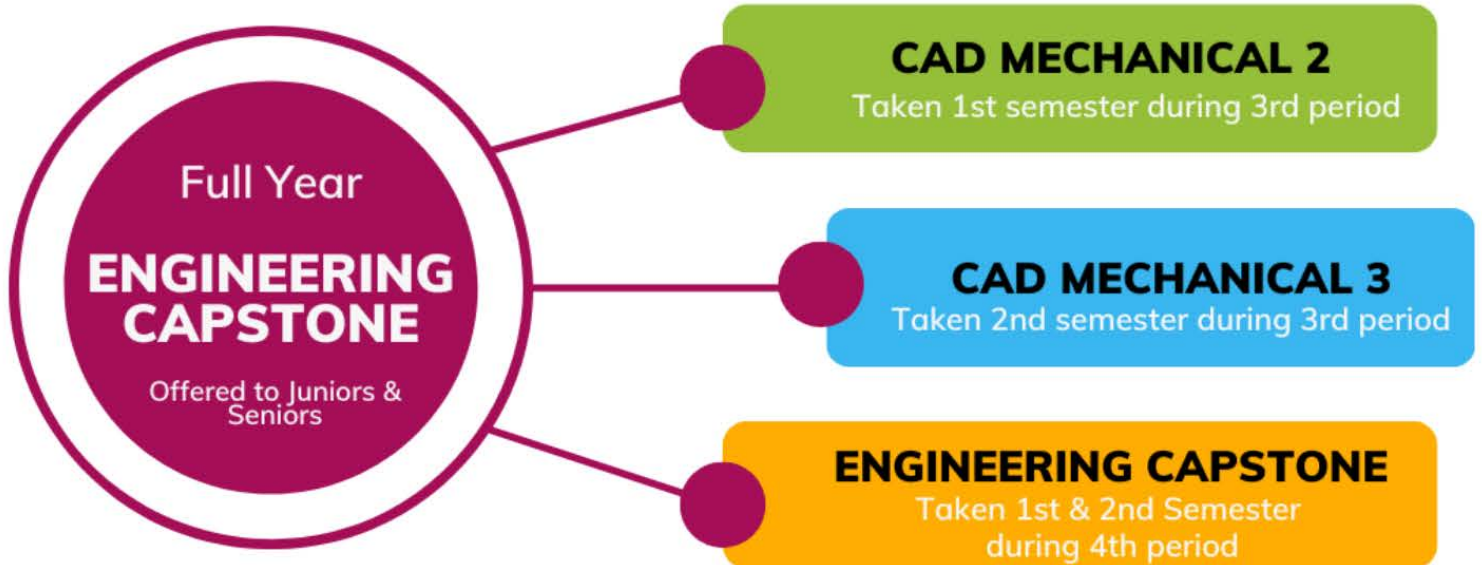 Full Year
ENGINEERING
CAPSTONE
Offered to Juniors &
Seniors
CAD MECHANICAL 2
Taken 1st semester during 3rd period
CAD MECHANICAL 3
Taken 2nd semester during 3rd period
ENGINEERING CAPSTONE
Taken 1st & 2nd Semester
during 4th period